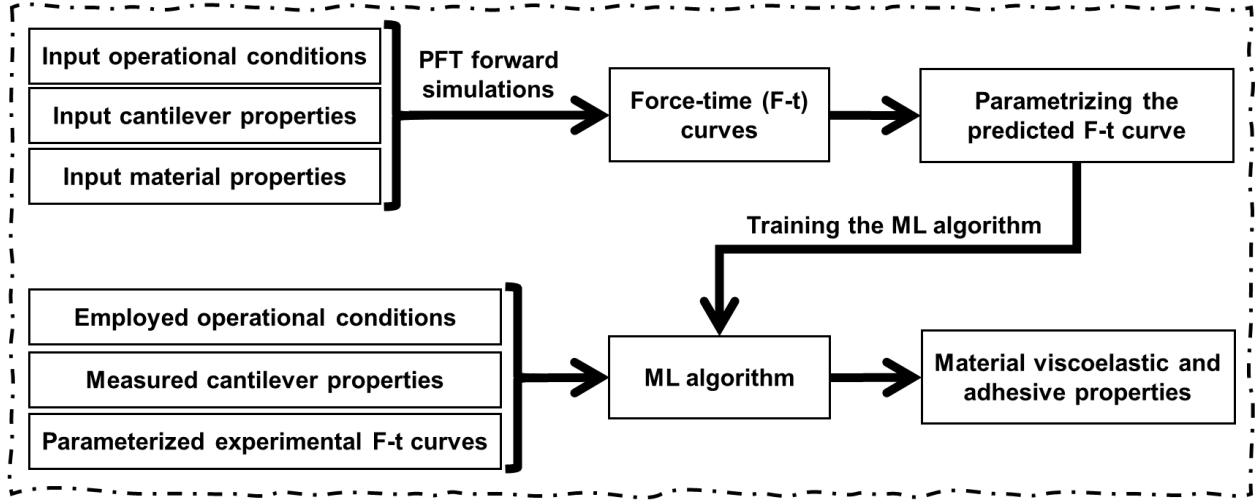 Input operational conditions
Input cantilever properties
Input material properties
PFT forward
simulations
Force-time (F-t)
curves
Parametrizing the
predicted F-t curve
Training the ML algorithm
Employed operational conditions
Measured cantilever properties
Parameterized experimental F-t curves
ML algorithm
Material viscoelastic and
adhesive properties